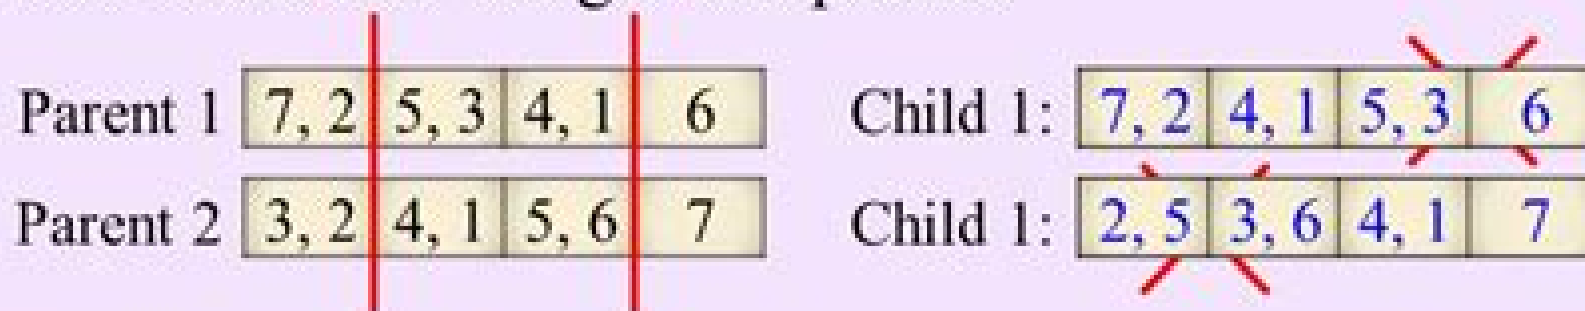 Parent 1 7, 2 5, 3 4, 1 6 Child 1: 7, 2 4, 1 5, 3 6
Parent 2 3, 2 4, 1 5, 6 7 Child 1: 2, 5 3, 6 4, 1 7